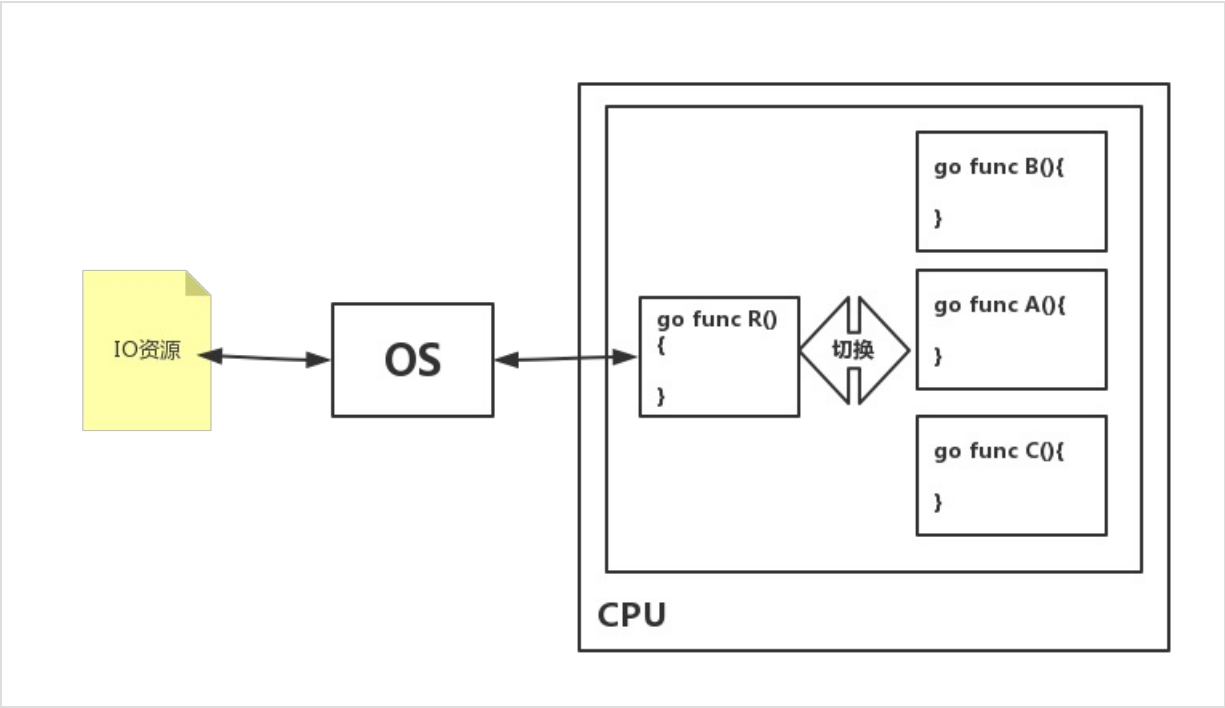 IO资源
OS
go func R()
{
}
切换
go func B(){
}
go func A(){
}
go func C(){
}
CPU